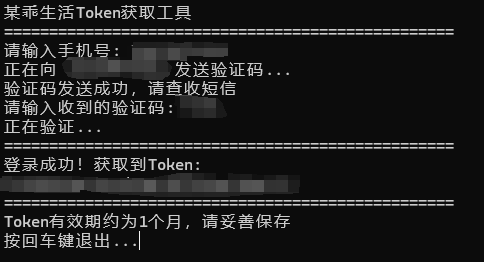 某乖生活Token获取工具
==================================================
请输入手机号：
正在向 发送验证码...
验证码发送成功，请查收短信
请输入收到的验证码：
正在验证...
==================================================
登录成功！获取到Token：
==================================================
Token有效期约为1个月，请妥善保存
按回车键退出...